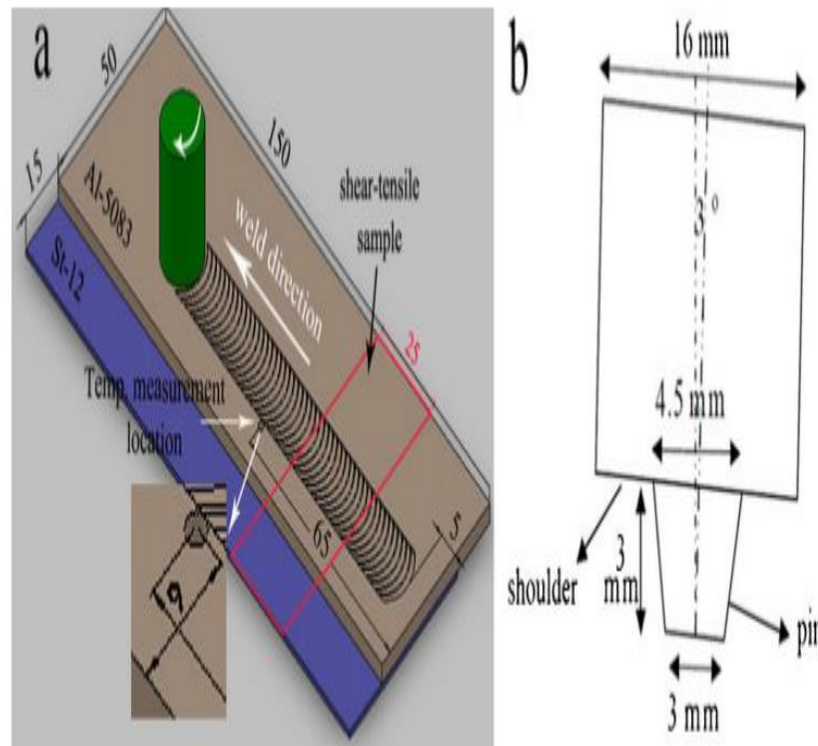 a
50
15
150
Al-5083
St-12
shear-tensile
sample
weld direction
25
Temp. measurement
location
65
5
9
b
16 mm
3°
4.5 mm
3
mm
shoulder
pin
3 mm